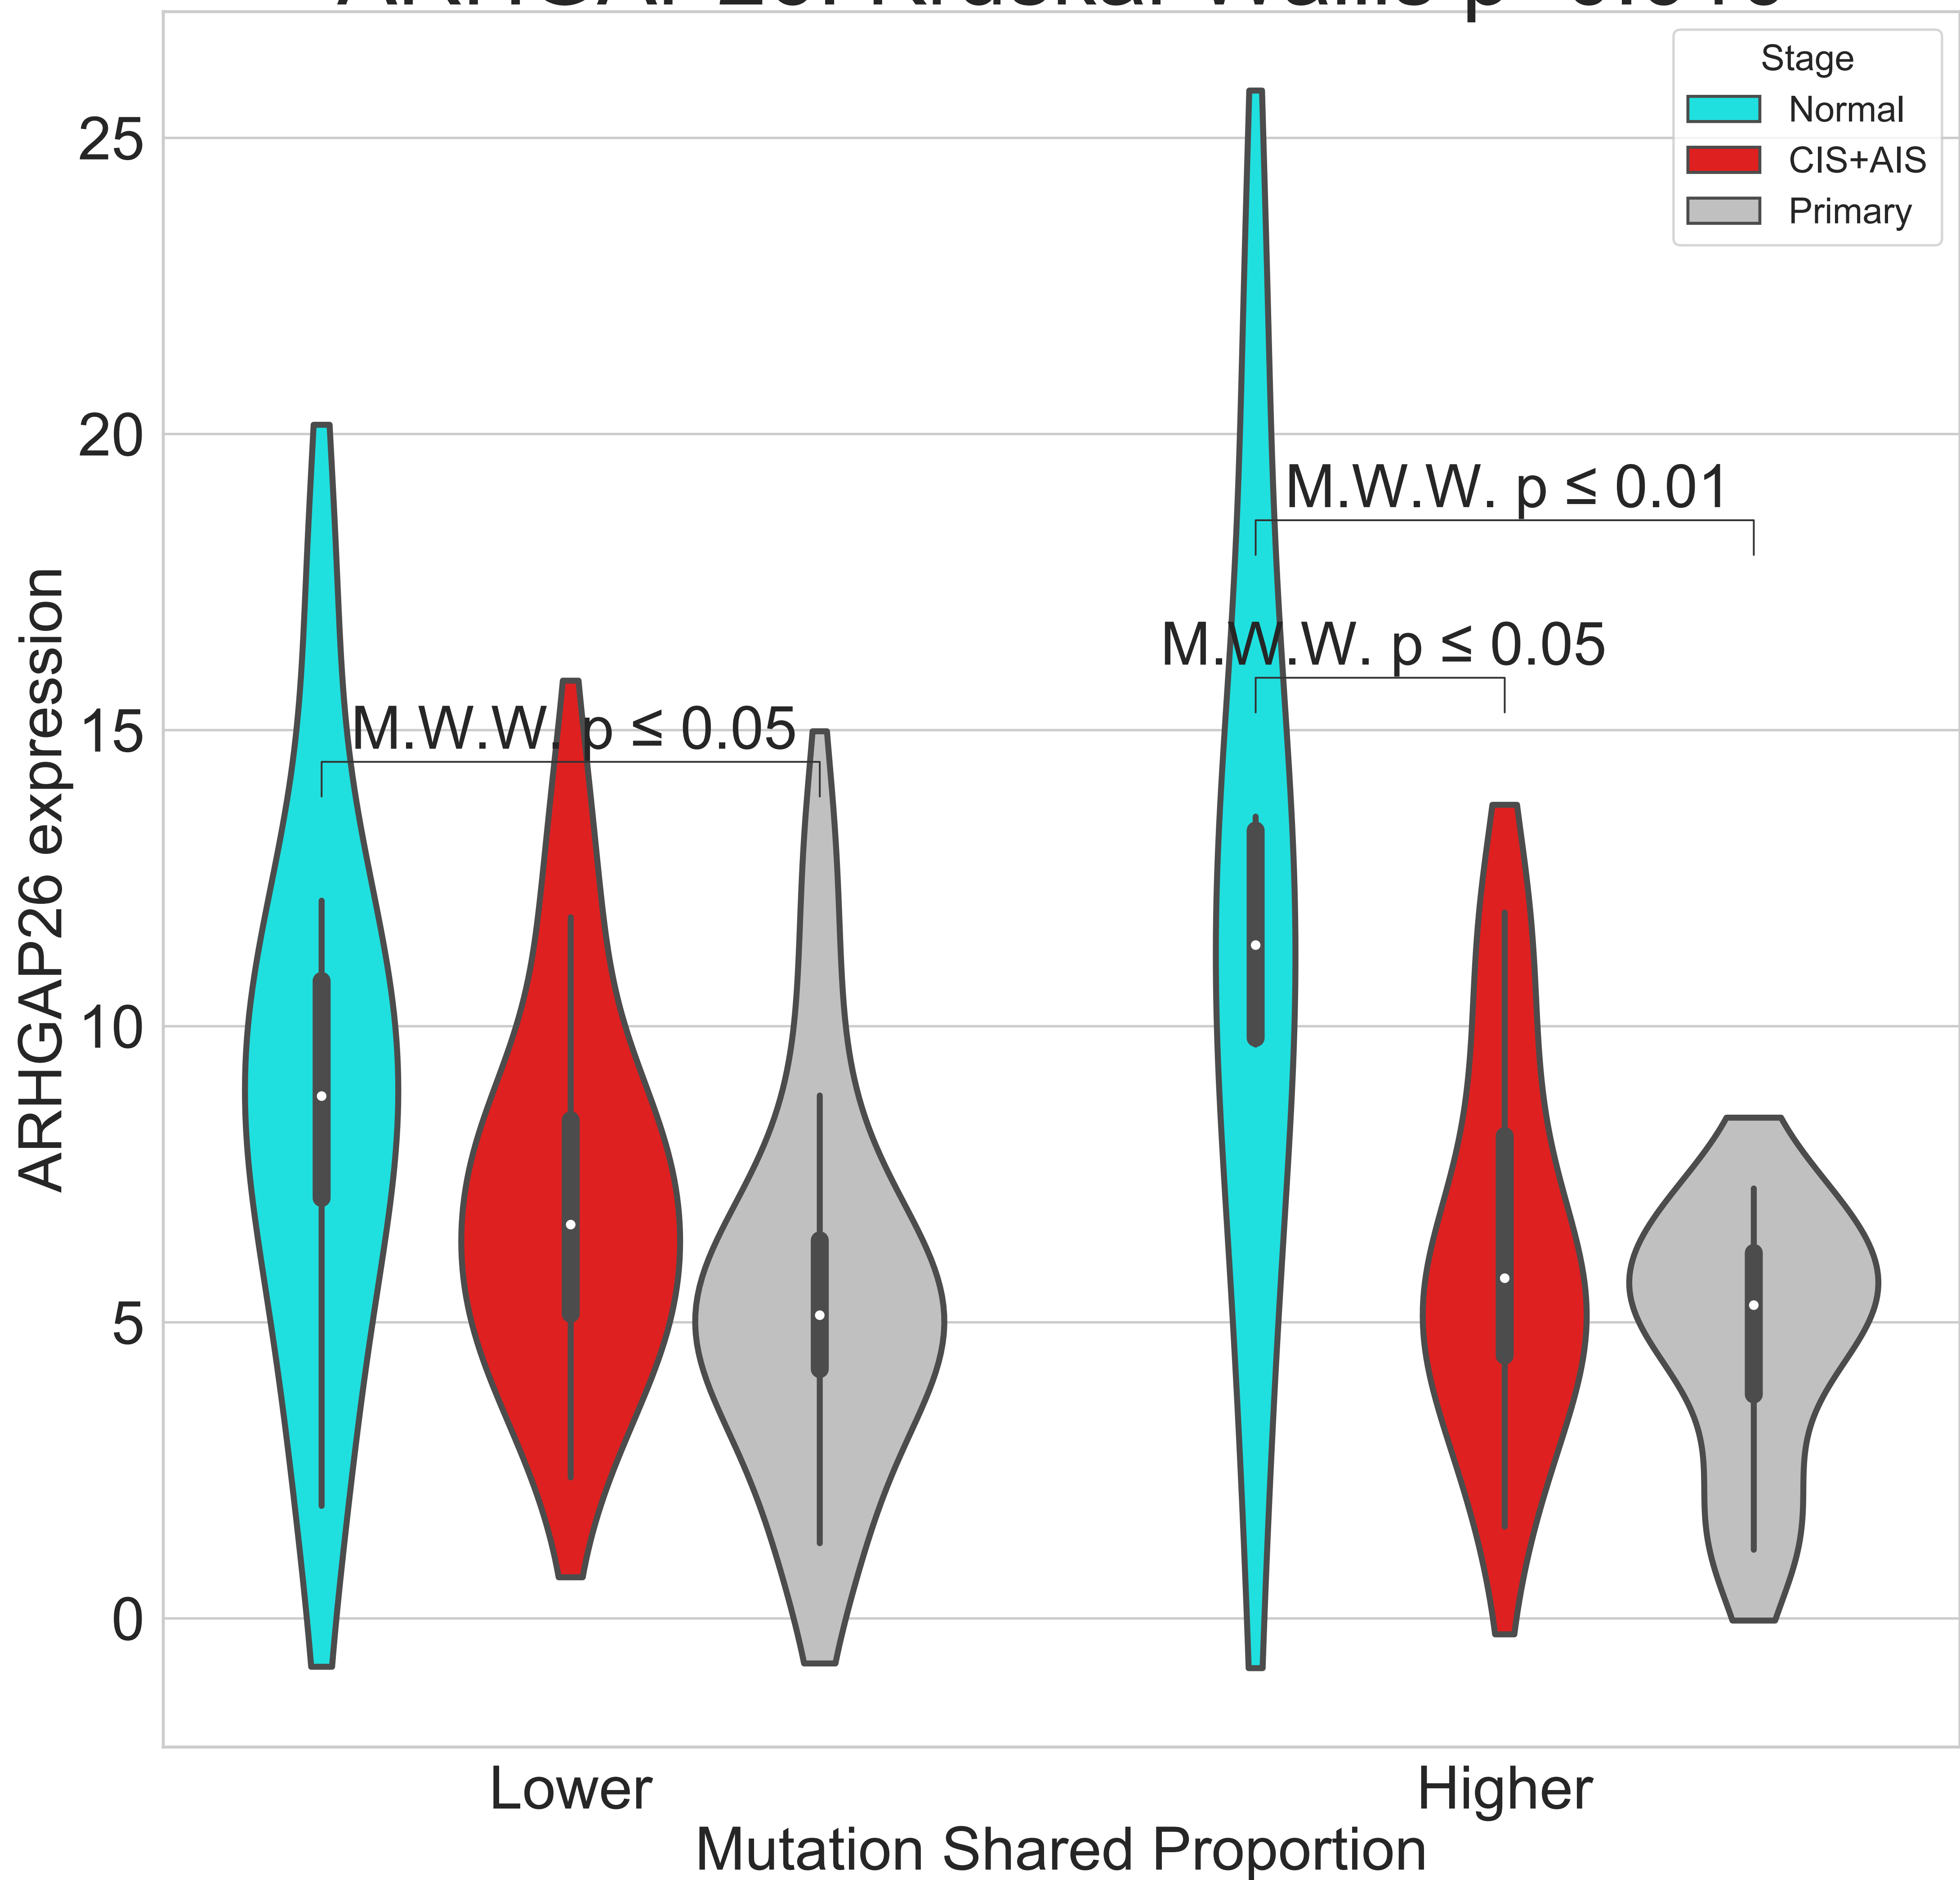 Stage
Normal
CIS+AIS
Primary
25
20
15
10
5
0
ARHGAP26 expression
M.W.W. p ≤ 0.01
M.W.W. p ≤ 0.05
M.W.W. p ≤ 0.05
Lower
Higher
Mutation Shared Proportion